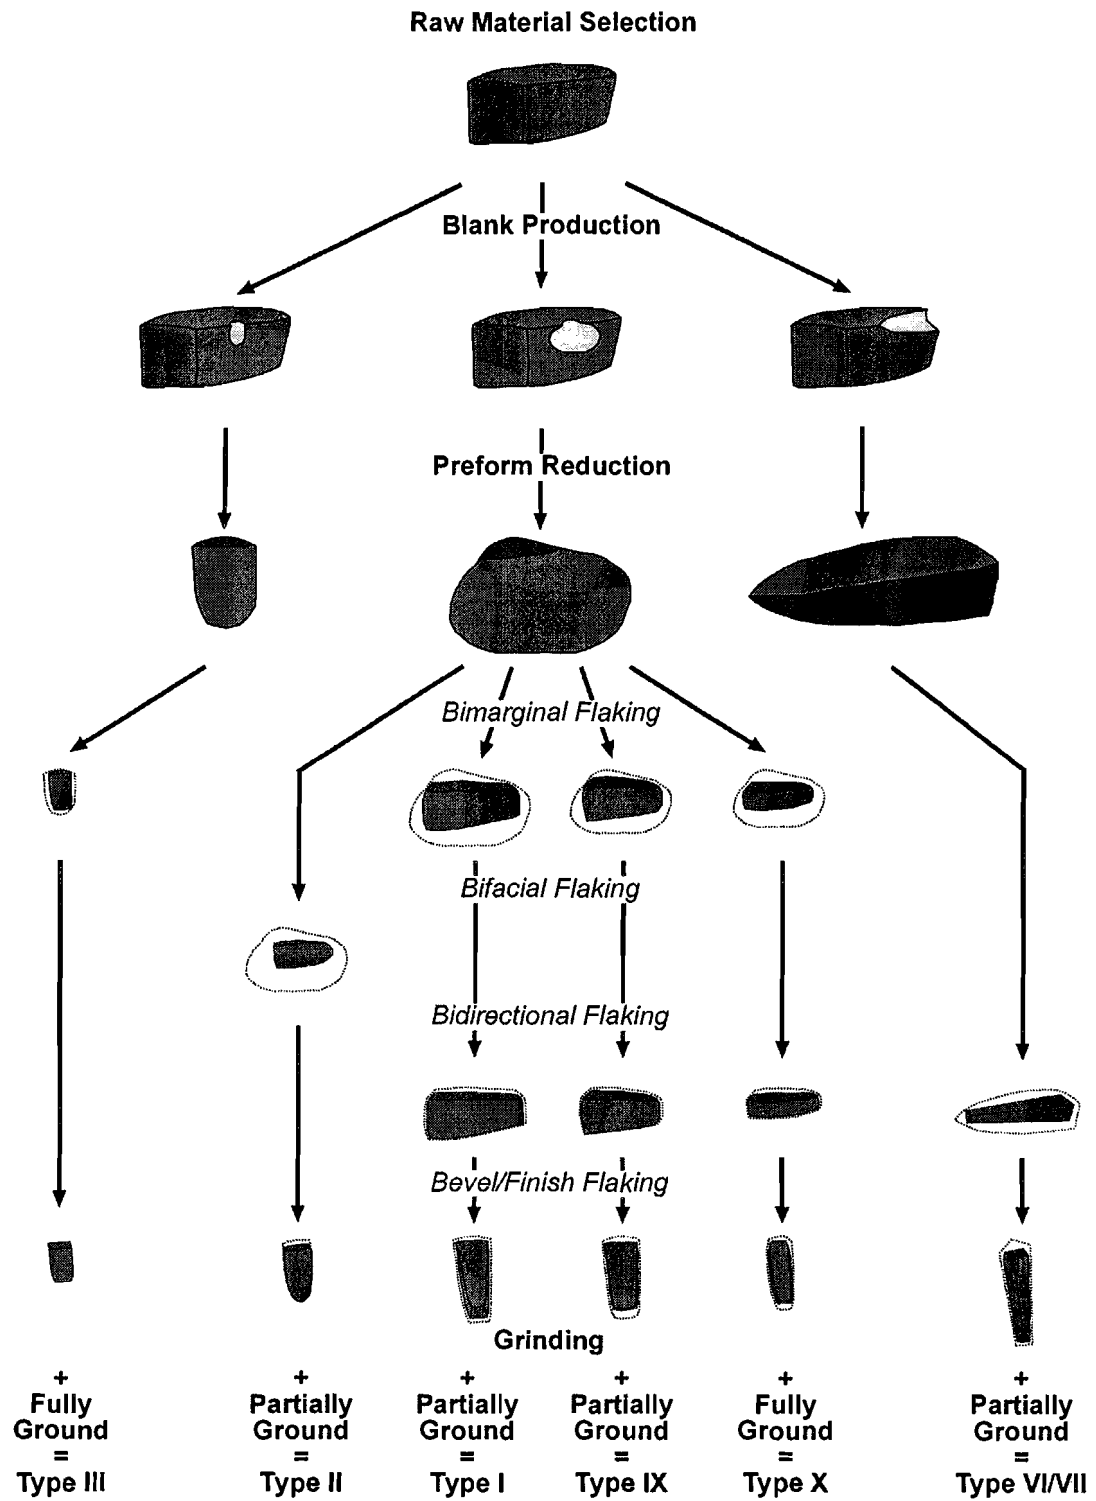 Raw Material Selection
Blank Production
Preform Reduction
Bimarginal Flaking
Bifacial Flaking
Bidirectional Flaking
Bevel/Finish Flaking
Grinding
+ + + + + +
Fully Partially Partially Partially Fully Partially
Ground Ground Ground Ground Ground Ground
= = = = = =
Type III Type II Type I Type IX Type X Type VI/VII